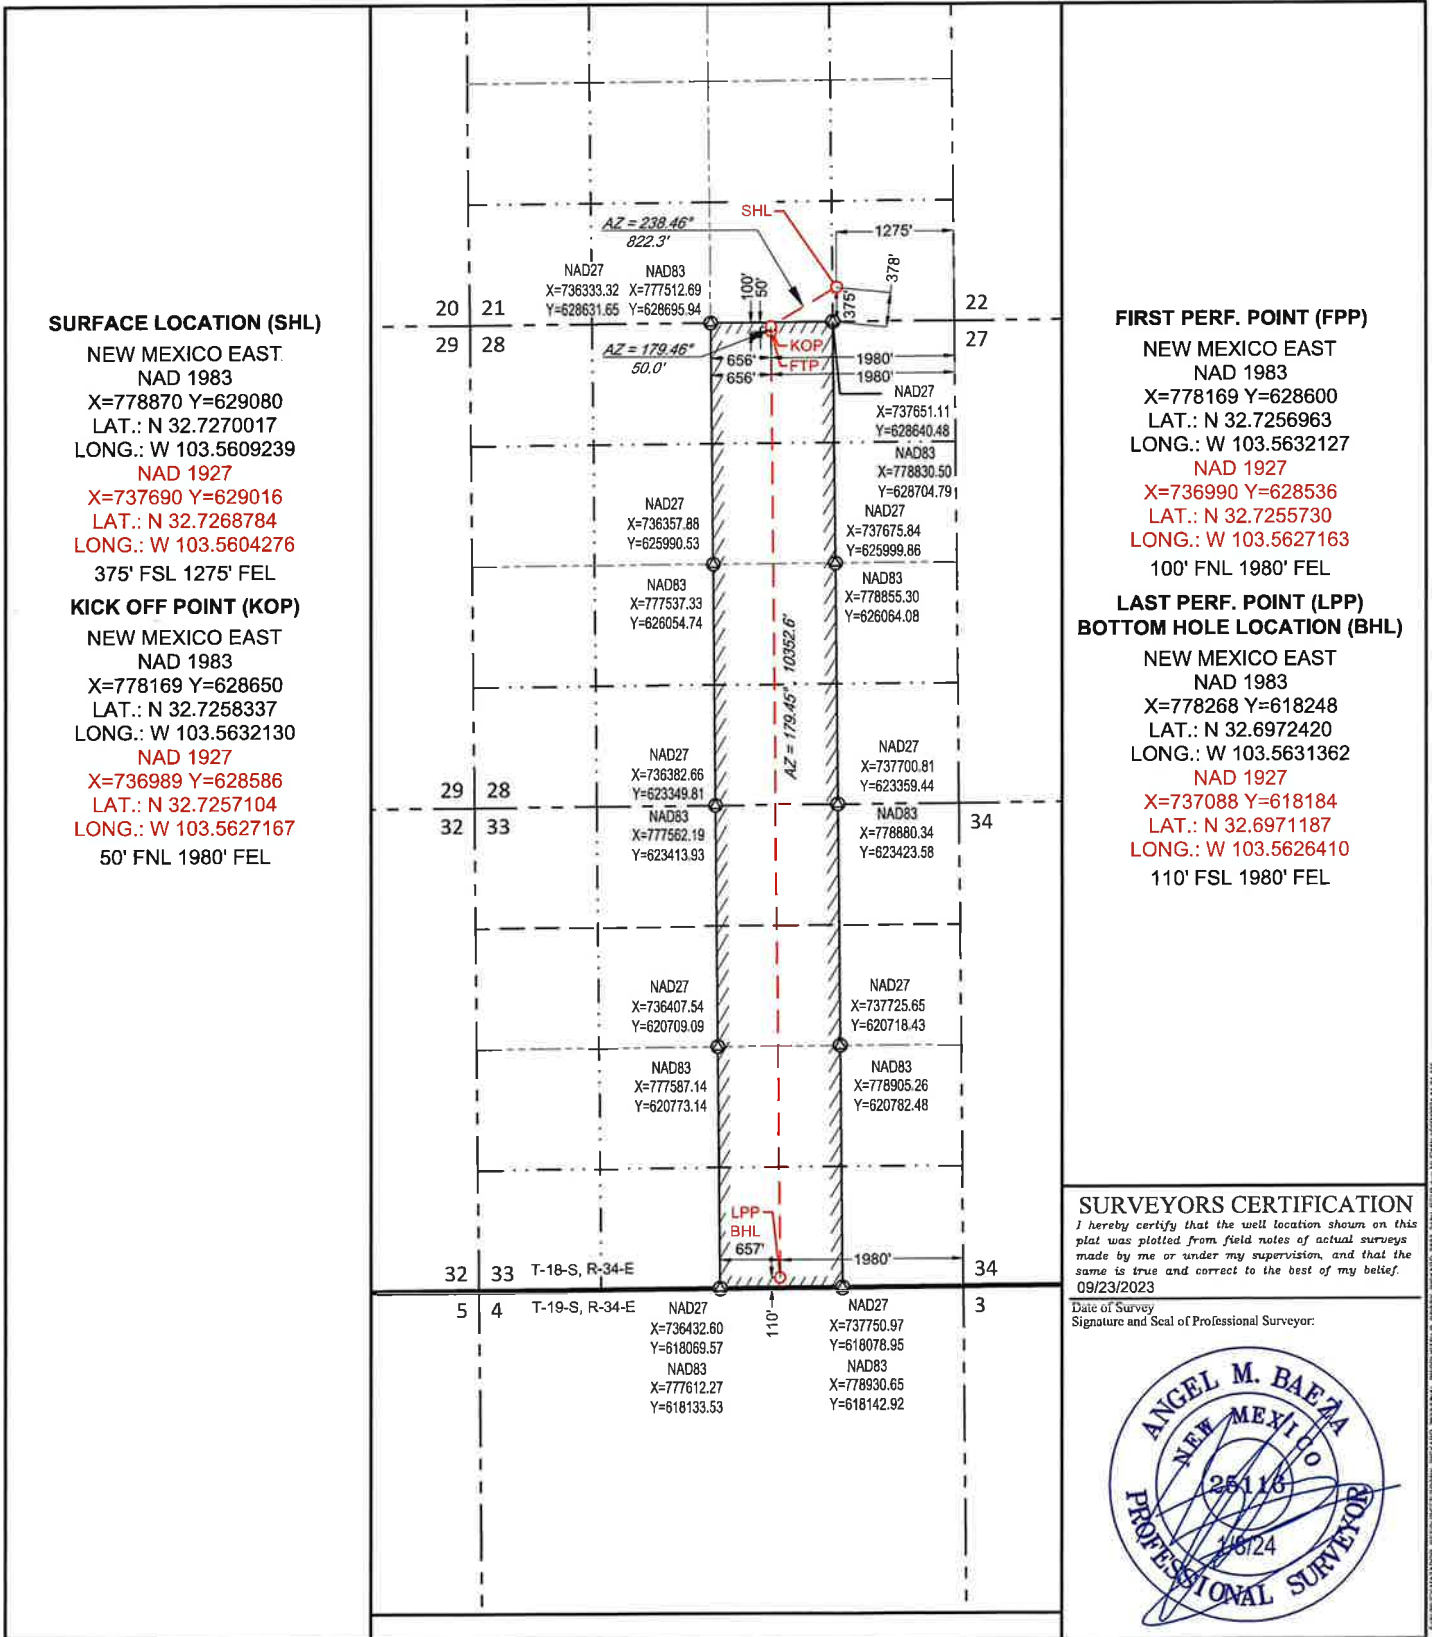 SURFACE LOCATION (SHL)
NEW MEXICO EAST
NAD 1983
X=778870 Y=629080
LAT.: N 32.7270017
LONG.: W 103.5609239
NAD 1927
X=737690 Y=629016
LAT.: N 32.7268784
LONG.: W 103.5604276
375' FSL 1275' FEL
KICK OFF POINT (KOP)
NEW MEXICO EAST
NAD 1983
X=778169 Y=628650
LAT.: N 32.7258337
LONG.: W 103.5632130
NAD 1927
X=736989 Y=628586
LAT.: N 32.7257104
LONG.: W 103.5627167
50' FNL 1980' FEL
SHL
AZ = 238.46°
822.3'
1275'
378'
375'
100'
50'
NAD27
X=736333.32
Y=628631.65
NAD83
X=777512.69
Y=628695.94
20 21
29 28
22
27
AZ = 179.46°
50.0'
KOP
FTP
656'
1980'
656'
1980'
NAD27
X=737651.11
Y=628640.48
NAD83
X=778830.50
Y=628704.79
NAD27
X=736357.88
Y=625990.53
NAD83
X=777537.33
Y=626054.74
NAD27
X=737675.84
Y=625999.86
NAD83
X=778855.30
Y=626064.08
AZ = 179.45°, 10352.6'
29 28
32 33
34
NAD27
X=736382.66
Y=623349.81
NAD83
X=777562.19
Y=623413.93
NAD27
X=737700.81
Y=623359.44
NAD83
X=778880.34
Y=623423.58
NAD27
X=736407.54
Y=620709.09
NAD83
X=777587.14
Y=620773.14
NAD27
X=737725.65
Y=620718.43
NAD83
X=778905.26
Y=620782.48
LPP
BHL
657'
1980'
32 33 T-18-S, R-34-E
34
5 4 T-19-S, R-34-E
3
110'
NAD27
X=736432.60
Y=618069.57
NAD83
X=777612.27
Y=618133.53
NAD27
X=737750.97
Y=618078.95
NAD83
X=778930.65
Y=618142.92
FIRST PERF. POINT (FPP)
NEW MEXICO EAST
NAD 1983
X=778169 Y=628600
LAT.: N 32.7256963
LONG.: W 103.5632127
NAD 1927
X=736990 Y=628536
LAT.: N 32.7255730
LONG.: W 103.5627163
100' FNL 1980' FEL
LAST PERF. POINT (LPP)
BOTTOM HOLE LOCATION (BHL)
NEW MEXICO EAST
NAD 1983
X=778268 Y=618248
LAT.: N 32.6972420
LONG.: W 103.5631362
NAD 1927
X=737088 Y=618184
LAT.: N 32.6971187
LONG.: W 103.5626410
110' FSL 1980' FEL
SURVEYORS CERTIFICATION
I hereby certify that the well location shown on this
plat was plotted from field notes of actual surveys
made by me or under my supervision, and that the
same is true and correct to the best of my belief.
09/23/2023
Date of Survey
Signature and Seal of Professional Surveyor:
ANGEL M. BAEZA
NEW MEXICO
25116
1/8/24
PROFESSIONAL SURVEYOR